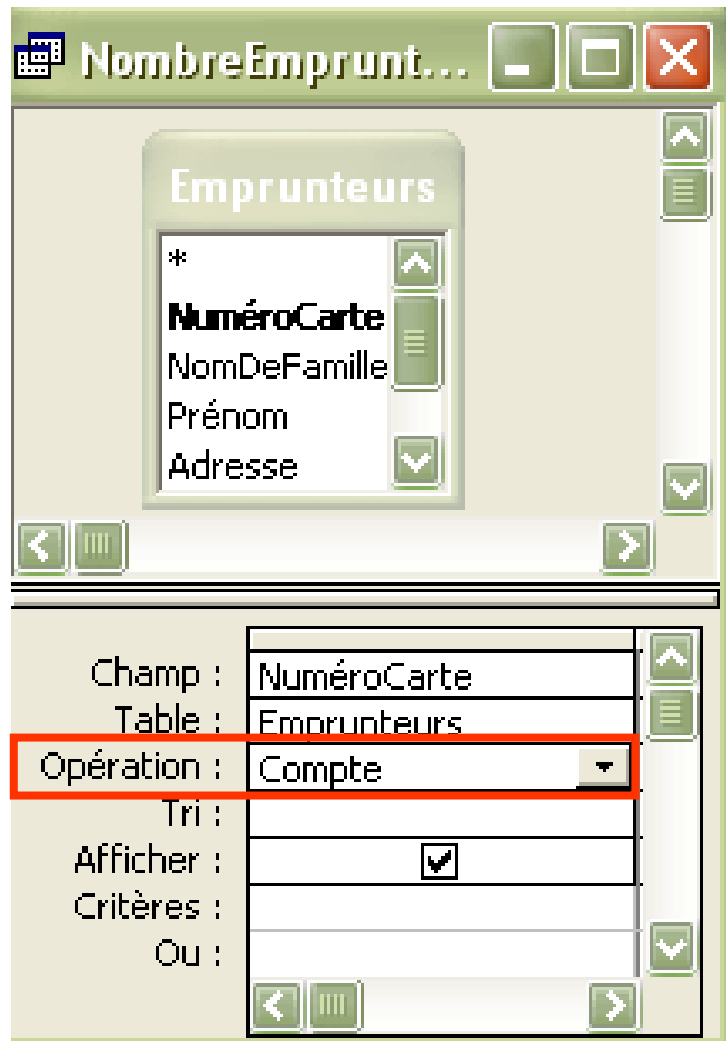 NombreEmprunt...
Emprunteurs
*
NuméroCarte
NomDeFamille
Prénom
Adresse
Champ : NuméroCarte
Table : Emprunteurs
Opération : Compte
Tri :
Afficher :
Critères :
Ou :